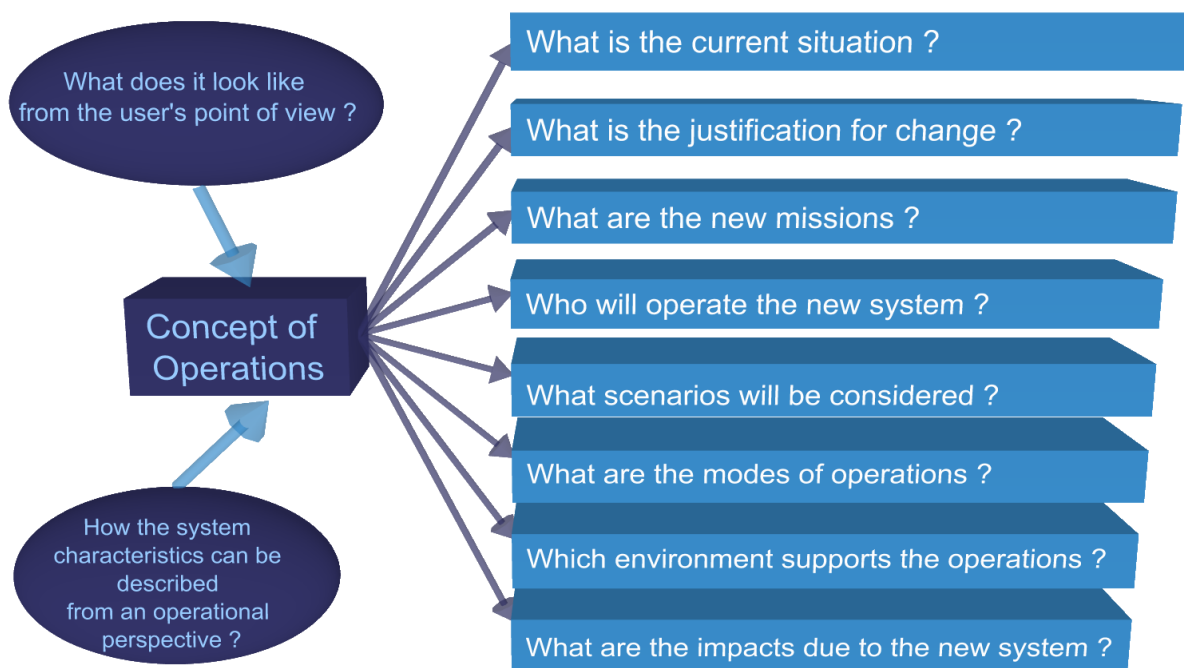 What does it look like
from the user's point of view ?
Concept of
Operations
How the system
characteristics can be
described
from an operational
perspective ?
What is the current situation ?
What is the justification for change ?
What are the new missions ?
Who will operate the new system ?
What scenarios will be considered ?
What are the modes of operations ?
Which environment supports the operations ?
What are the impacts due to the new system ?